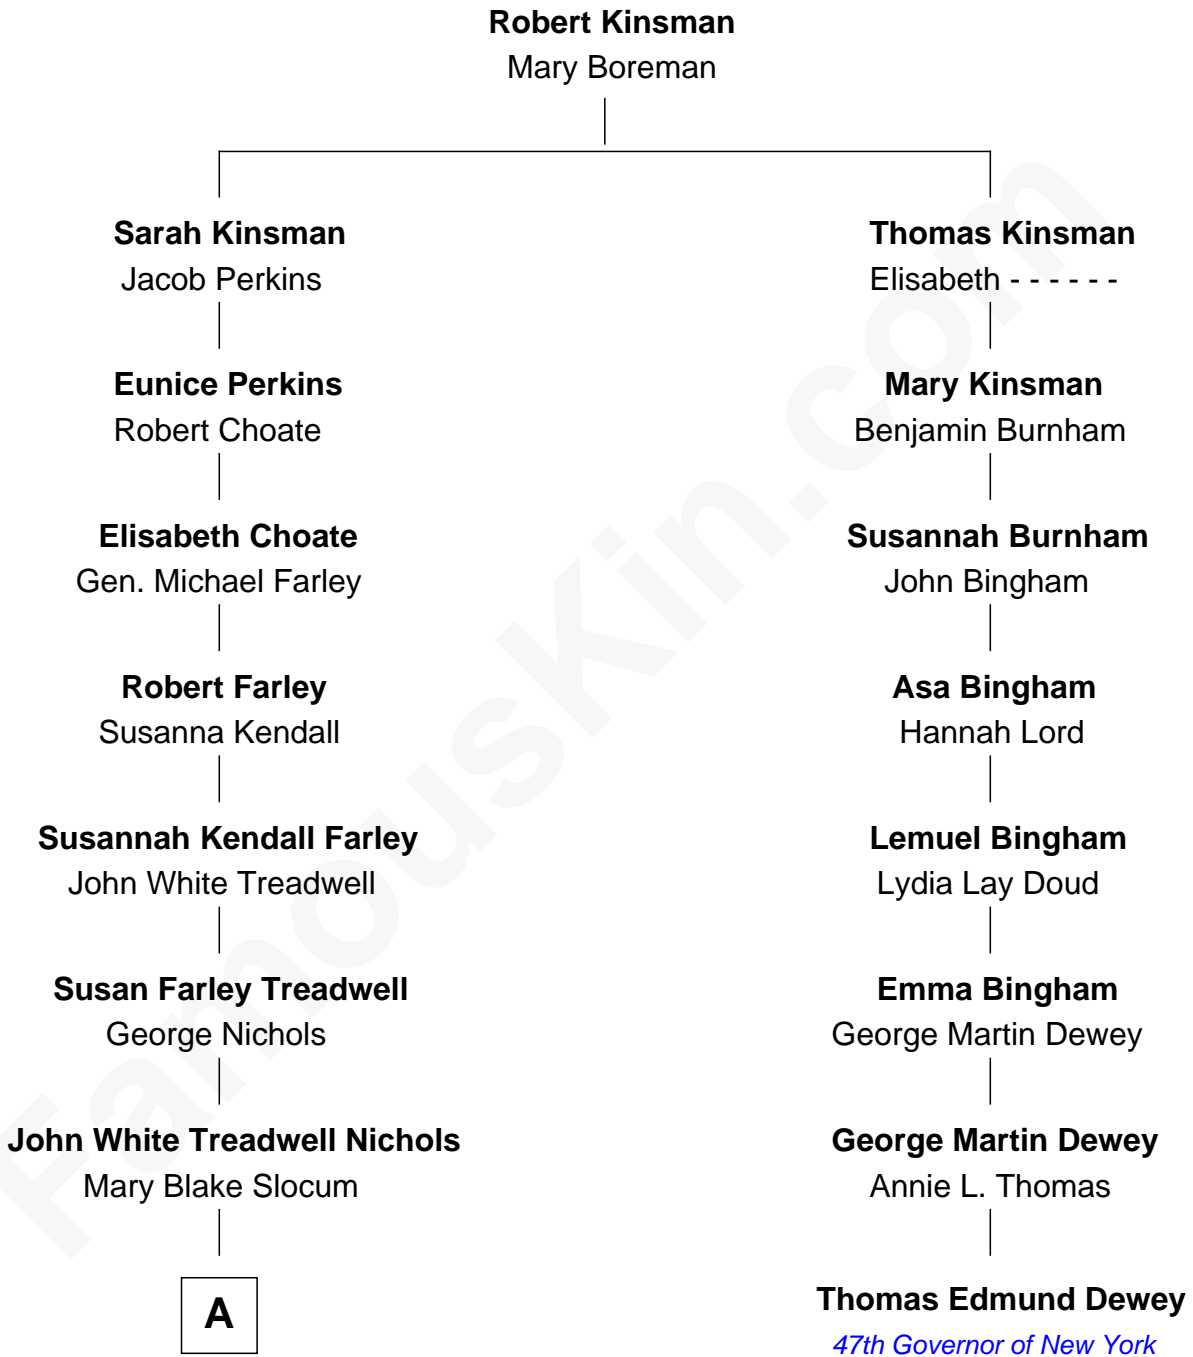 Robert Kinsman
Mary Boreman
Sarah Kinsman
Jacob Perkins
Thomas Kinsman
Elisabeth - - - - - -
Eunice Perkins
Robert Choate
Mary Kinsman
Benjamin Burnham
Elisabeth Choate
Gen. Michael Farley
Susannah Burnham
John Bingham
Robert Farley
Susanna Kendall
Asa Bingham
Hannah Lord
Susannah Kendall Farley
John White Treadwell
Lemuel Bingham
Lydia Lay Doud
Susan Farley Treadwell
George Nichols
Emma Bingham
George Martin Dewey
John White Treadwell Nichols
Mary Blake Slocum
George Martin Dewey
Annie L. Thomas
A
Thomas Edmund Dewey
47th Governor of New York
FamousKin.com